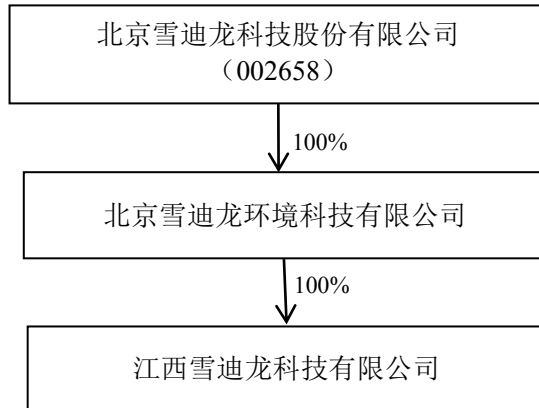 北京雪迪龙科技股份有限公司
（002658）
100%
北京雪迪龙环境科技有限公司
100%
江西雪迪龙科技有限公司